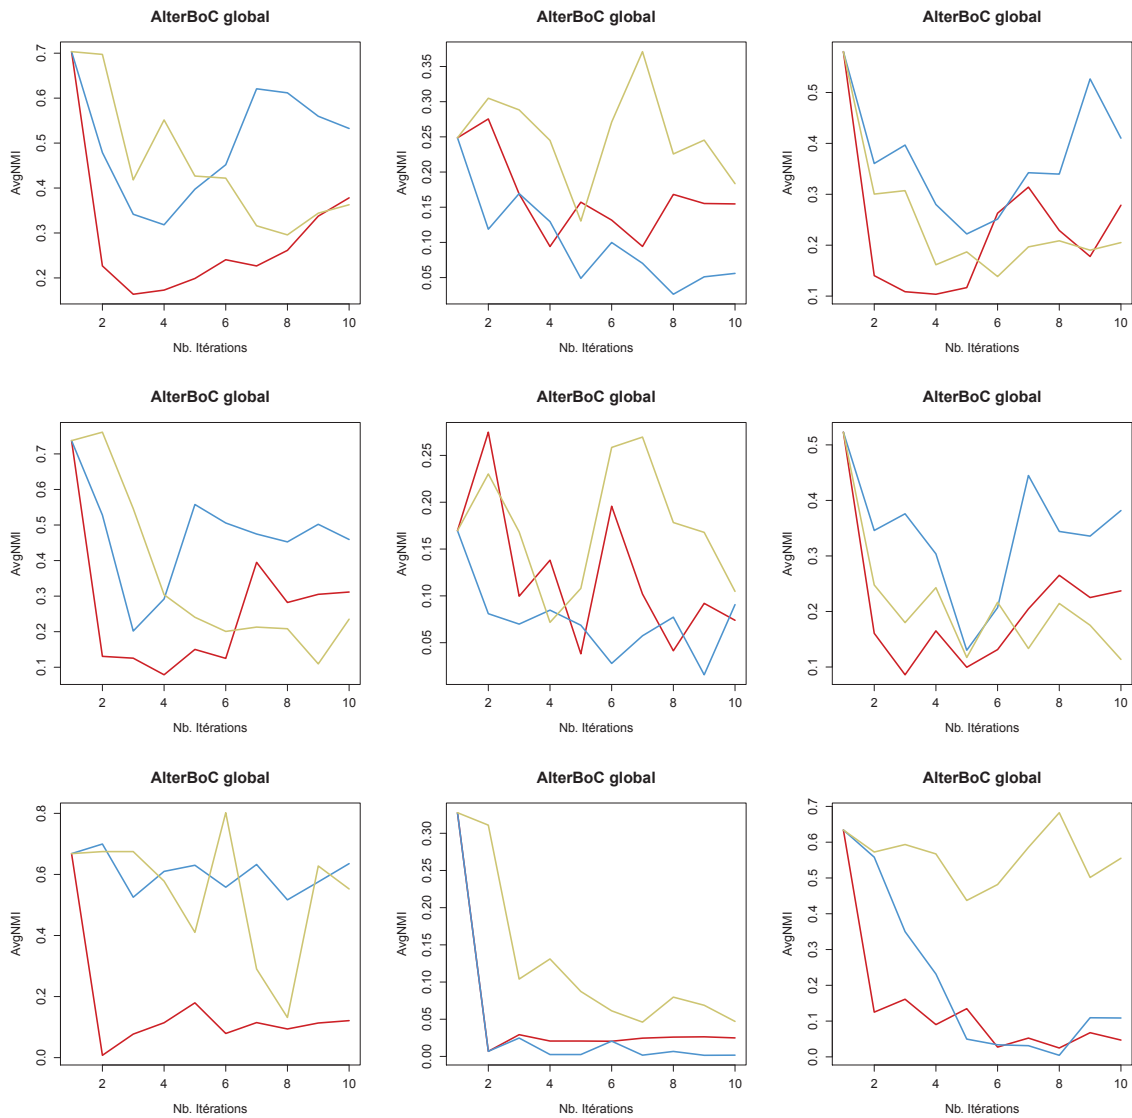 AlterBoC global
AvgNMI
0.2 0.3 0.4 0.5 0.6 0.7
2 4 6 8 10
Nb. Itérations
AlterBoC global
AvgNMI
0.05 0.10 0.15 0.20 0.25 0.30 0.35
2 4 6 8 10
Nb. Itérations
AlterBoC global
AvgNMI
0.1 0.2 0.3 0.4 0.5
2 4 6 8 10
Nb. Itérations
AlterBoC global
AvgNMI
0.1 0.2 0.3 0.4 0.5 0.6 0.7
2 4 6 8 10
Nb. Itérations
AlterBoC global
AvgNMI
0.05 0.10 0.15 0.20 0.25
2 4 6 8 10
Nb. Itérations
AlterBoC global
AvgNMI
0.1 0.2 0.3 0.4 0.5
2 4 6 8 10
Nb. Itérations
AlterBoC global
AvgNMI
0.0 0.2 0.4 0.6 0.8
2 4 6 8 10
Nb. Itérations
AlterBoC global
AvgNMI
0.00 0.05 0.10 0.15 0.20 0.25 0.30
2 4 6 8 10
Nb. Itérations
AlterBoC global
AvgNMI
0.0 0.1 0.2 0.3 0.4 0.5 0.6 0.7
2 4 6 8 10
Nb. Itérations